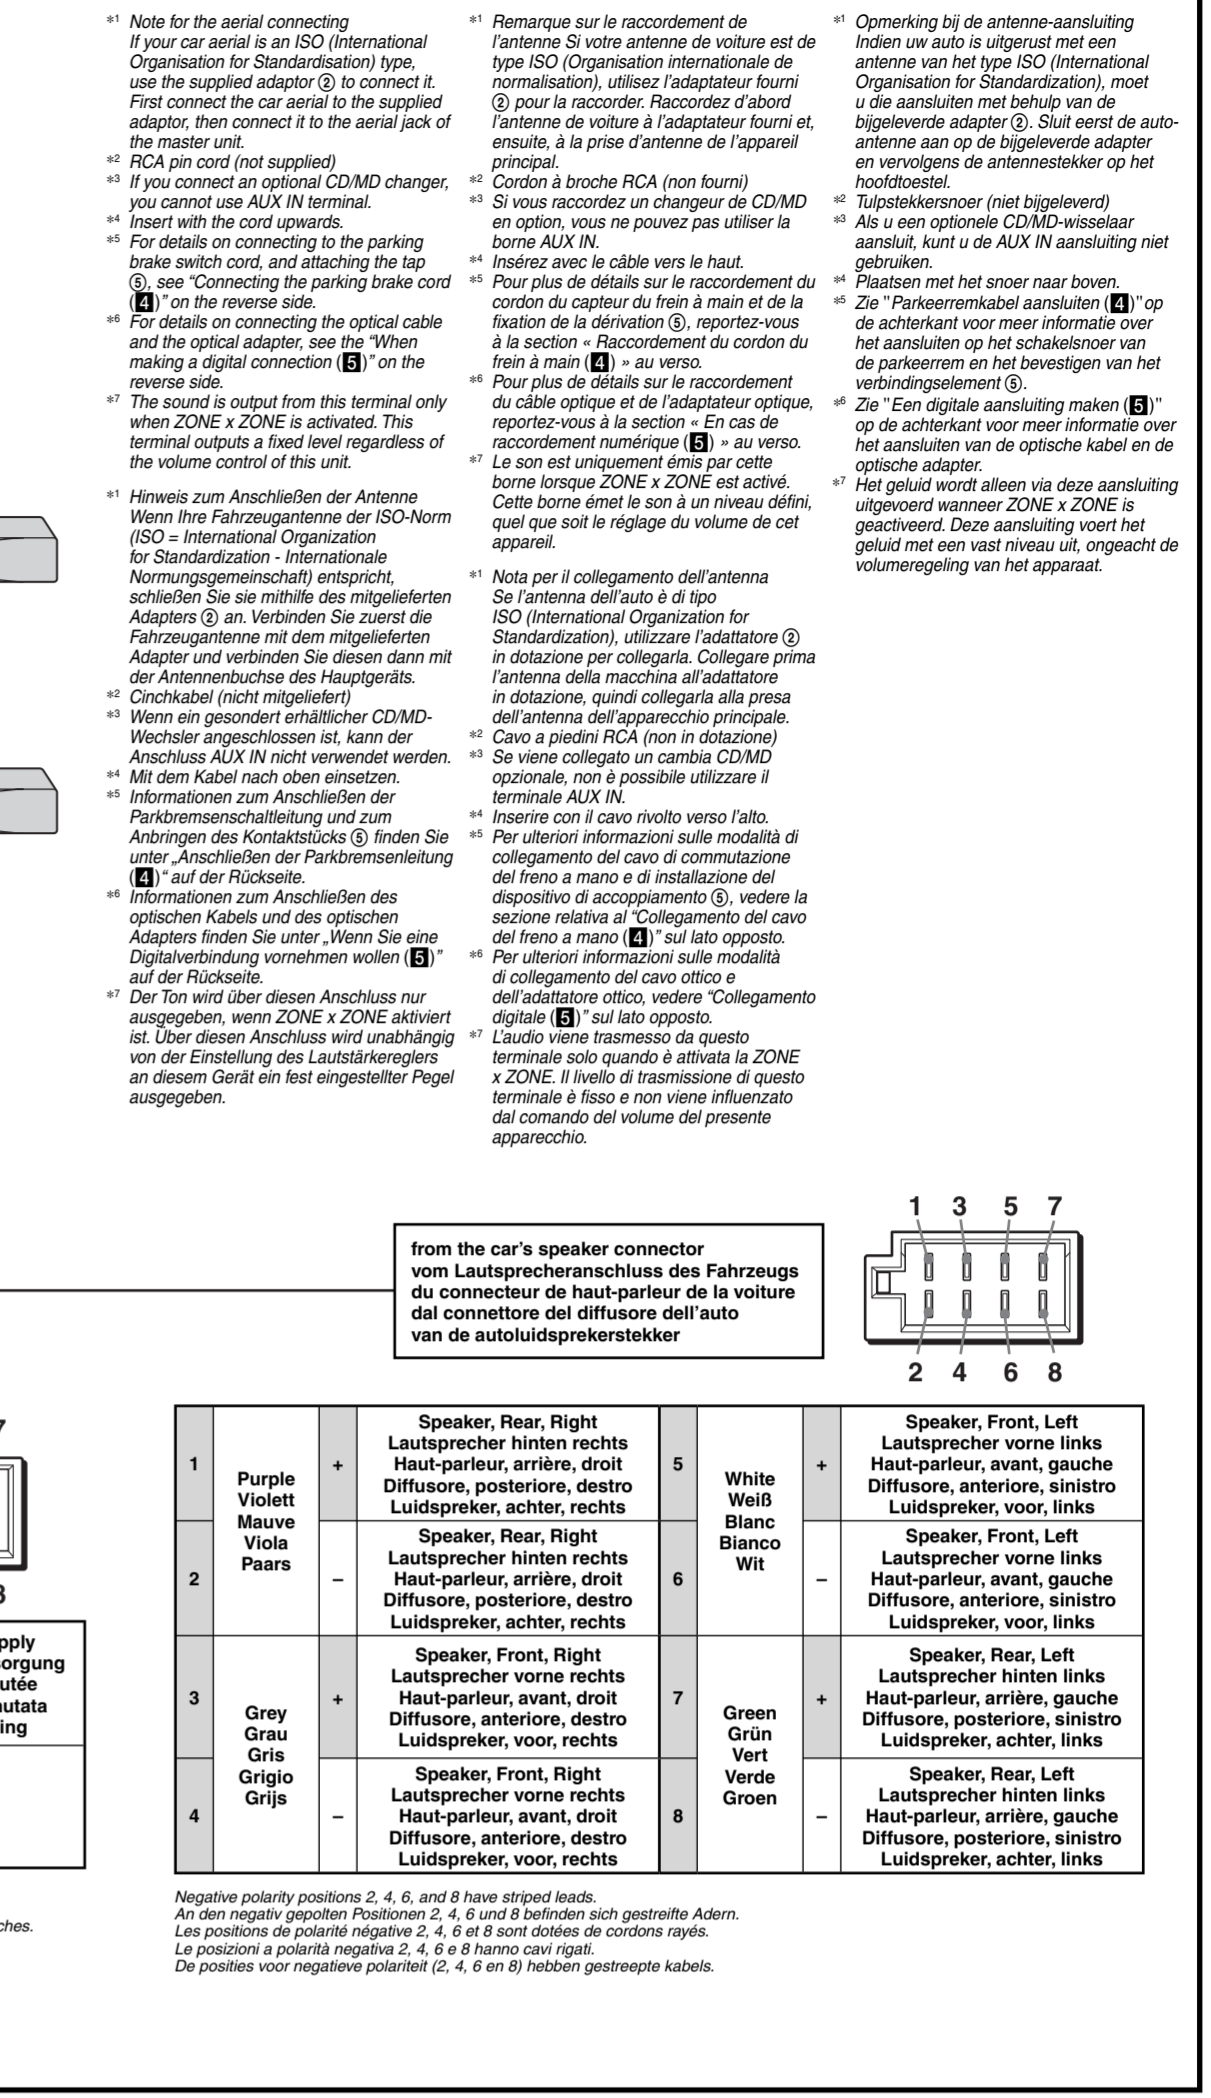 *1 Note for the aerial connecting
If your car aerial is an ISO (International
Organisation for Standardisation) type,
use the supplied adaptor ② to connect it.
First connect the car aerial to the supplied
adaptor, then connect it to the aerial jack of
the master unit.
*2 RCA pin cord (not supplied)
*3 If you connect an optional CD/MD changer,
you cannot use AUX IN terminal.
*4 Insert with the cord upwards.
*5 For details on connecting to the parking
brake switch cord, and attaching the tap
⑤, see “Connecting the parking brake cord
(4)” on the reverse side.
*6 For details on connecting the optical cable
and the optical adapter, see the “When
making a digital connection (5)” on the
reverse side.
*7 The sound is output from this terminal only
when ZONE x ZONE is activated. This
terminal outputs a fixed level regardless of
the volume control of this unit.
*1 Hinweis zum Anschließen der Antenne
Wenn Ihre Fahrzeugantenne der ISO-Norm
(ISO = International Organization
for Standardization - Internationale
Normungsgemeinschaft) entspricht,
schließen Sie sie mithilfe des mitgelieferten
Adapters ② an. Verbinden Sie zuerst die
Fahrzeugantenne mit dem mitgelieferten
Adapter und verbinden Sie diesen dann mit
der Antennenbuchse des Hauptgeräts.
*2 Cinchkabel (nicht mitgeliefert)
*3 Wenn ein gesondert erhältlicher CD/MD-
Wechsler angeschlossen ist, kann der
Anschluss AUX IN nicht verwendet werden.
*4 Mit dem Kabel nach oben einsetzen.
*5 Informationen zum Anschließen der
Parkbremsenschaltleitung und zum
Anbringen des Kontaktstücks ⑤ finden Sie
unter „Anschließen der Parkbremsenleitung
(4)“ auf der Rückseite.
*6 Informationen zum Anschließen des
optischen Kabels und des optischen
Adapters finden Sie unter „Wenn Sie eine
Digitalverbindung vornehmen wollen (5)”
auf der Rückseite.
*7 Der Ton wird über diesen Anschluss nur
ausgegeben, wenn ZONE x ZONE aktiviert
ist. Über diesen Anschluss wird unabhängig
von der Einstellung des Lautstärkereglers
an diesem Gerät ein fest eingestellter Pegel
ausgegeben.
*1 Remarque sur le raccordement de
l’antenne Si votre antenne de voiture est de
type ISO (Organisation internationale de
normalisation), utilisez l’adaptateur fourni
② pour la raccorder. Raccordez d’abord
l’antenne de voiture à l’adaptateur fourni et,
ensuite, à la prise d’antenne de l’appareil
principal.
*2 Cordon à broche RCA (non fourni)
*3 Si vous raccordez un changeur de CD/MD
en option, vous ne pouvez pas utiliser la
borne AUX IN.
*4 Insérez avec le câble vers le haut.
*5 Pour plus de détails sur le raccordement du
cordon du capteur du frein à main et de la
fixation de la dérivation ⑤, reportez-vous
à la section « Raccordement du cordon du
frein à main (4) » au verso.
*6 Pour plus de détails sur le raccordement
du câble optique et de l’adaptateur optique,
reportez-vous à la section « En cas de
raccordement numérique (5) » au verso.
*7 Le son est uniquement émis par cette
borne lorsque ZONE x ZONE est activé.
Cette borne émet le son à un niveau défini,
quel que soit le réglage du volume de cet
appareil.
*1 Nota per il collegamento dell’antenna
Se l’antenna dell’auto è di tipo
ISO (International Organization for
Standardization), utilizzare l’adattatore ②
in dotazione per collegarla. Collegare prima
l’antenna della macchina all’adattatore
in dotazione, quindi collegarla alla presa
dell’antenna dell’apparecchio principale.
*2 Cavo a piedini RCA (non in dotazione)
*3 Se viene collegato un cambia CD/MD
opzionale, non è possibile utilizzare il
terminale AUX IN.
*4 Inserire con il cavo rivolto verso l’alto.
*5 Per ulteriori informazioni sulle modalità di
collegamento del cavo di commutazione
del freno a mano e di installazione del
dispositivo di accoppiamento ⑤, vedere la
sezione relativa al “Collegamento del cavo
del freno a mano (4)” sul lato opposto.
*6 Per ulteriori informazioni sulle modalità
di collegamento del cavo ottico e
dell’adattatore ottico, vedere “Collegamento
digitale (5)” sul lato opposto.
*7 L’audio viene trasmesso da questo
terminale solo quando è attivata la ZONE
x ZONE. Il livello di trasmissione di questo
terminale è fisso e non viene influenzato
dal comando del volume del presente
apparecchio.
*1 Opmerking bij de antenne-aansluiting
Indien uw auto is uitgerust met een
antenne van het type ISO (International
Organization for Standardization), moet
u die aansluiten met behulp van de
bijgeleverde adapter ②. Sluit eerst de auto-
antenne aan op de bijgeleverde adapter
en vervolgens de antennestekker op het
hoofdtoestel.
*2 Tulpstekkersnoer (niet bijgeleverd)
*3 Als u een optionele CD/MD-wisselaar
aansluit, kunt u de AUX IN aansluiting niet
gebruiken.
*4 Plaatsen met het snoer naar boven.
*5 Zie "Parkeerremkabel aansluiten (4)" op
de achterkant voor meer informatie over
het aansluiten op het schakelsnoer van
de parkeerrem en het bevestigen van het
verbindingselement ⑤.
*6 Zie "Een digitale aansluiting maken (5)"
op de achterkant voor meer informatie over
het aansluiten van de optische kabel en de
optische adapter.
*7 Het geluid wordt alleen via deze aansluiting
uitgevoerd wanneer ZONE x ZONE is
geactiveerd. Deze aansluiting voert het
geluid met een vast niveau uit, ongeacht de
volumeregeling van het apparaat.
from the car’s speaker connector
vom Lautsprecheranschluss des Fahrzeugs
du connecteur de haut-parleur de la voiture
dal connettore del diffusore dell’auto
van de autoluidsprekerstekker
1 3 5 7
2 4 6 8
pply
sorgung
utée
nutata
ing
ches.
1
Purple
Violett
Mauve
Viola
Paars
+
Speaker, Rear, Right
Lautsprecher hinten rechts
Haut-parleur, arrière, droit
Diffusore, posteriore, destro
Luidspreker, achter, rechts
2
–
Speaker, Rear, Right
Lautsprecher hinten rechts
Haut-parleur, arrière, droit
Diffusore, posteriore, destro
Luidspreker, achter, rechts
3
Grey
Grau
Gris
Grigio
Grijs
+
Speaker, Front, Right
Lautsprecher vorne rechts
Haut-parleur, avant, droit
Diffusore, anteriore, destro
Luidspreker, voor, rechts
4
–
Speaker, Front, Right
Lautsprecher vorne rechts
Haut-parleur, avant, droit
Diffusore, anteriore, destro
Luidspreker, voor, rechts
5
White
Weiß
Blanc
Bianco
Wit
+
Speaker, Front, Left
Lautsprecher vorne links
Haut-parleur, avant, gauche
Diffusore, anteriore, sinistro
Luidspreker, voor, links
6
–
Speaker, Front, Left
Lautsprecher vorne links
Haut-parleur, avant, gauche
Diffusore, anteriore, sinistro
Luidspreker, voor, links
7
Green
Grün
Vert
Verde
Groen
+
Speaker, Rear, Left
Lautsprecher hinten links
Haut-parleur, arrière, gauche
Diffusore, posteriore, sinistro
Luidspreker, achter, links
8
–
Speaker, Rear, Left
Lautsprecher hinten links
Haut-parleur, arrière, gauche
Diffusore, posteriore, sinistro
Luidspreker, achter, links
Negative polarity positions 2, 4, 6, and 8 have striped leads.
An den negativ gepolten Positionen 2, 4, 6 und 8 befinden sich gestreifte Adern.
Les positions de polarité négative 2, 4, 6 et 8 sont dotées de cordons rayés.
Le posizioni a polarità negativa 2, 4, 6 e 8 hanno cavi rigati.
De posities voor negatieve polariteit (2, 4, 6 en 8) hebben gestreepte kabels.